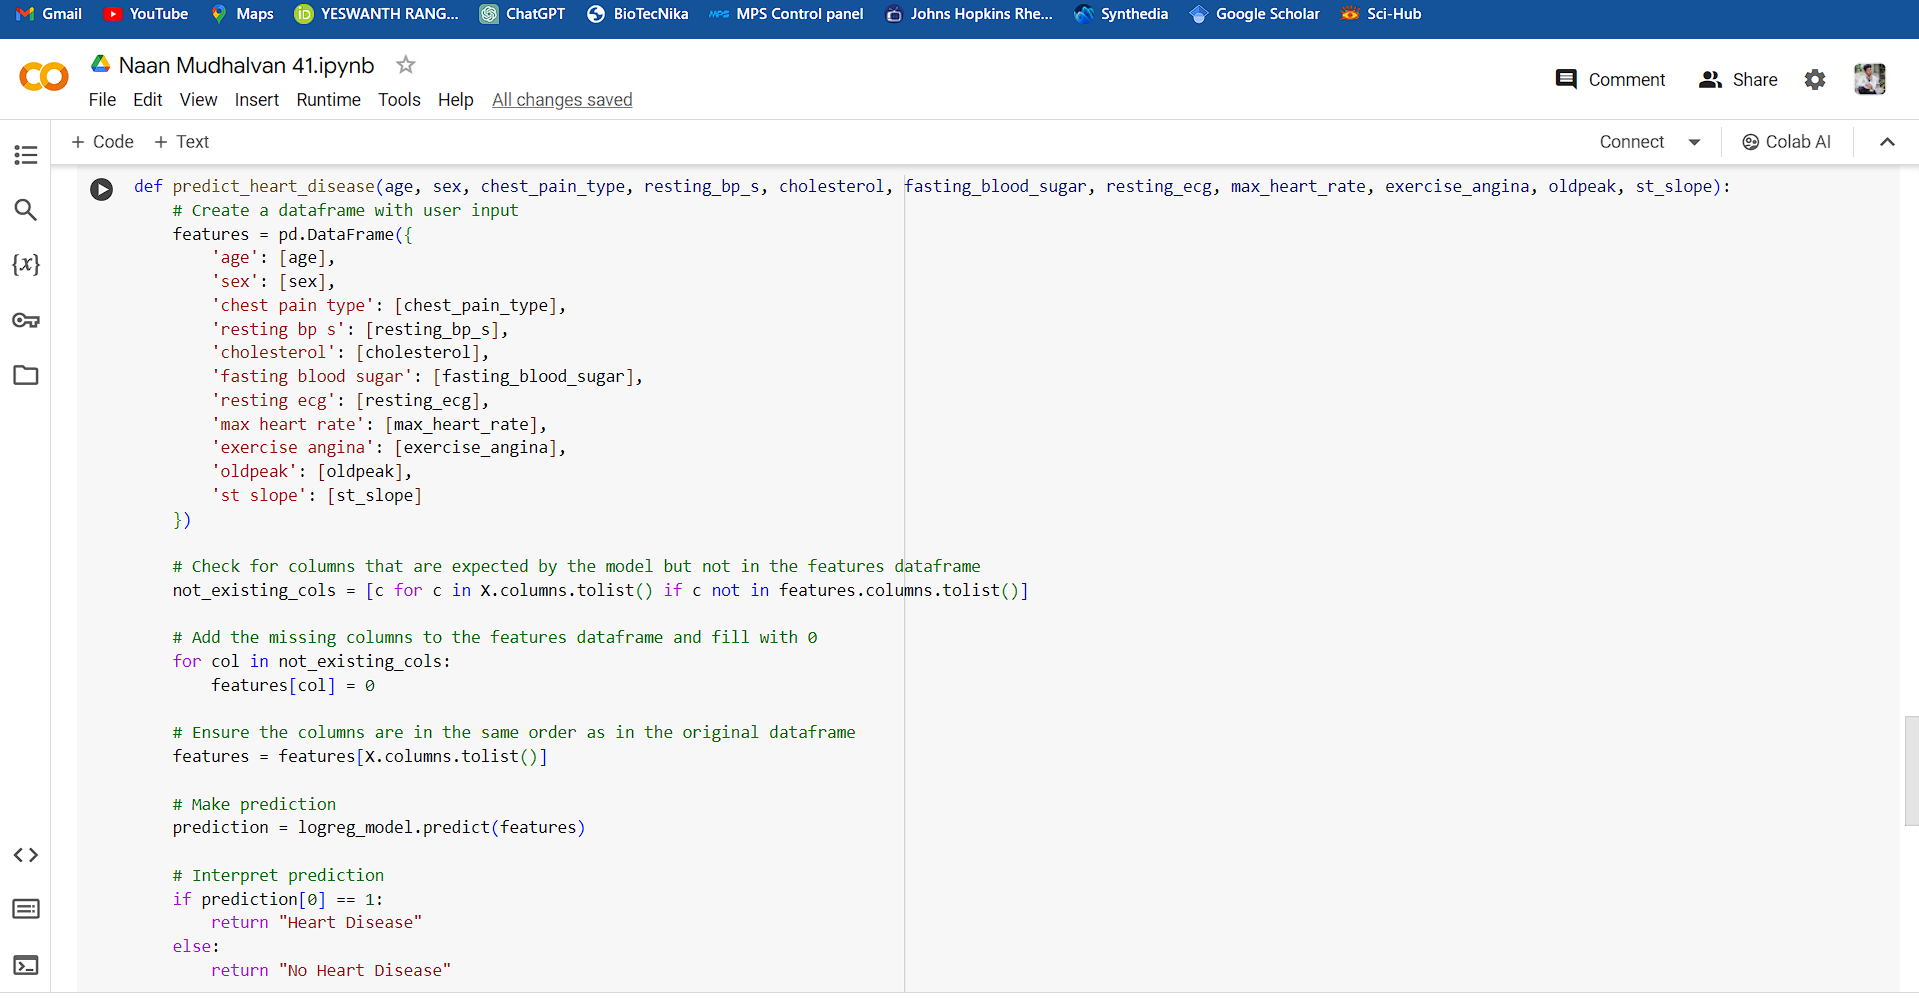 Gmail YouTube Maps YESWANTH RANG... ChatGPT BioTecNika MPS MPS Control panel Johns Hopkins Rhe... Synthedia Google Scholar Sci-Hub
Naan Mudhalvan 41.ipynb
File Edit View Insert Runtime Tools Help All changes saved
Comment Share
+ Code + Text
Connect Colab AI
def predict_heart_disease(age, sex, chest_pain_type, resting_bp_s, cholesterol, fasting_blood_sugar, resting_ecg, max_heart_rate, exercise_angina, oldpeak, st_slope):
    # Create a dataframe with user input
    features = pd.DataFrame({
        'age': [age],
        'sex': [sex],
        'chest pain type': [chest_pain_type],
        'resting bp s': [resting_bp_s],
        'cholesterol': [cholesterol],
        'fasting blood sugar': [fasting_blood_sugar],
        'resting ecg': [resting_ecg],
        'max heart rate': [max_heart_rate],
        'exercise angina': [exercise_angina],
        'oldpeak': [oldpeak],
        'st slope': [st_slope]
    })
    # Check for columns that are expected by the model but not in the features dataframe
    not_existing_cols = [c for c in X.columns.tolist() if c not in features.columns.tolist()]
    # Add the missing columns to the features dataframe and fill with 0
    for col in not_existing_cols:
        features[col] = 0
    # Ensure the columns are in the same order as in the original dataframe
    features = features[X.columns.tolist()]
    # Make prediction
    prediction = logreg_model.predict(features)
    # Interpret prediction
    if prediction[0] == 1:
        return "Heart Disease"
    else:
        return "No Heart Disease"